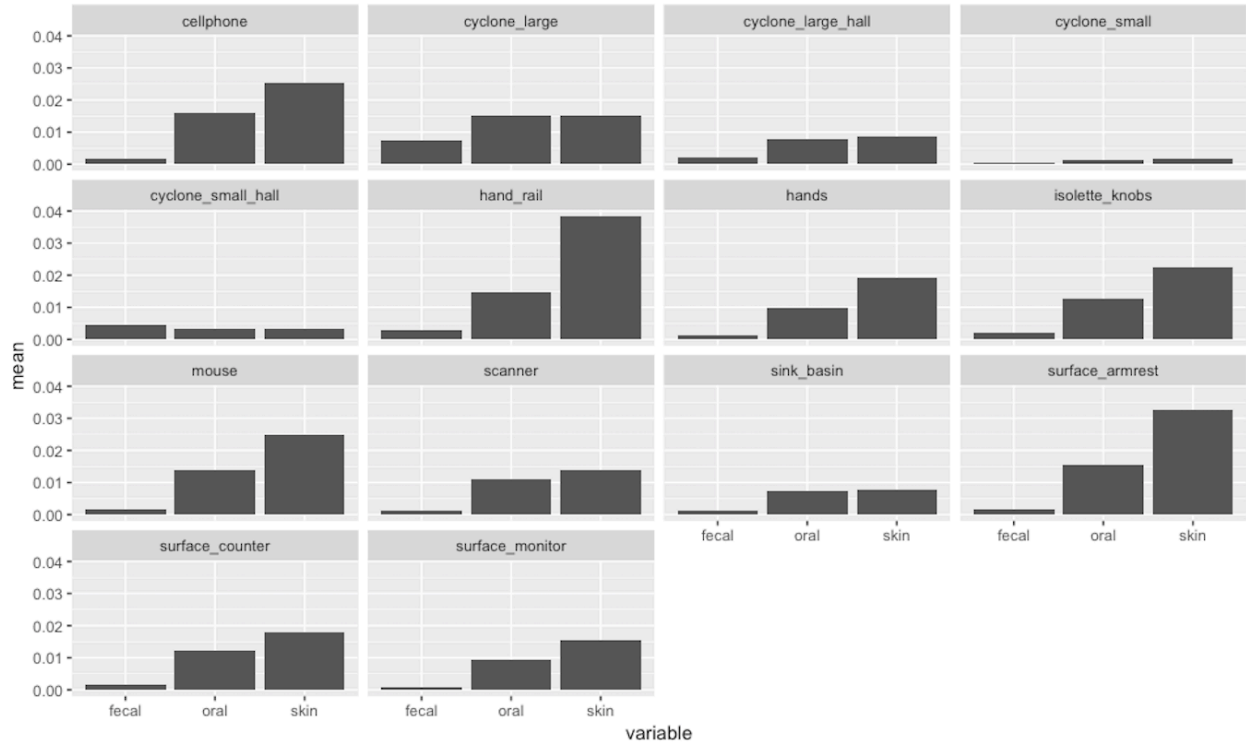 cellphone
cyclone_large
cyclone_large_hall
cyclone_small
0.04
0.03
0.02
0.01
0.00
cyclone_small_hall
hand_rail
hands
isolette_knobs
0.04
0.03
0.02
0.01
0.00
mean
mouse
scanner
sink_basin
surface_armrest
0.04
0.03
0.02
0.01
0.00
fecal oral skin
fecal oral skin
surface_counter
surface_monitor
0.04
0.03
0.02
0.01
0.00
fecal oral skin
fecal oral skin
variable